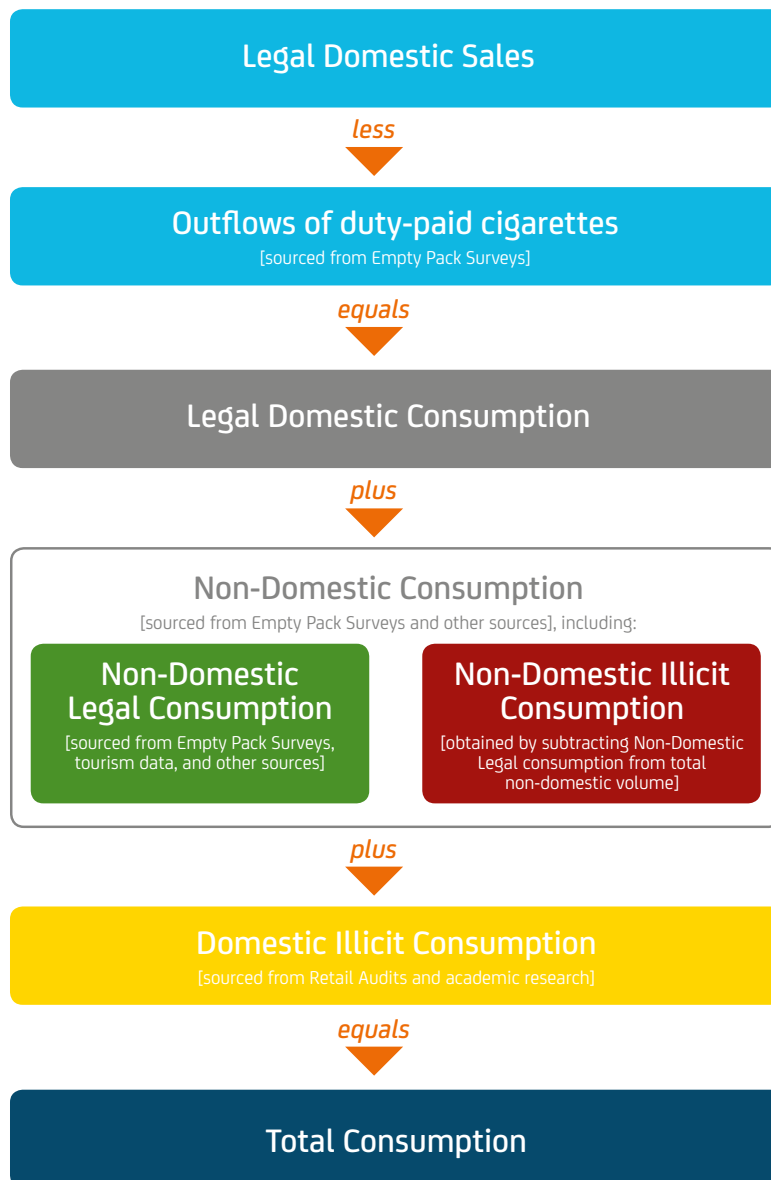 Legal Domestic Sales
less
Outflows of duty-paid cigarettes
[sourced from Empty Pack Surveys]
equals
Legal Domestic Consumption
plus
Non-Domestic Consumption
[sourced from Empty Pack Surveys and other sources], including:
Non-Domestic
Legal Consumption
[sourced from Empty Pack Surveys,
tourism data, and other sources]
Non-Domestic Illicit
Consumption
[obtained by subtracting Non-Domestic
Legal consumption from total
non-domestic volume]
plus
Domestic Illicit Consumption
[sourced from Retail Audits and academic research]
equals
Total Consumption